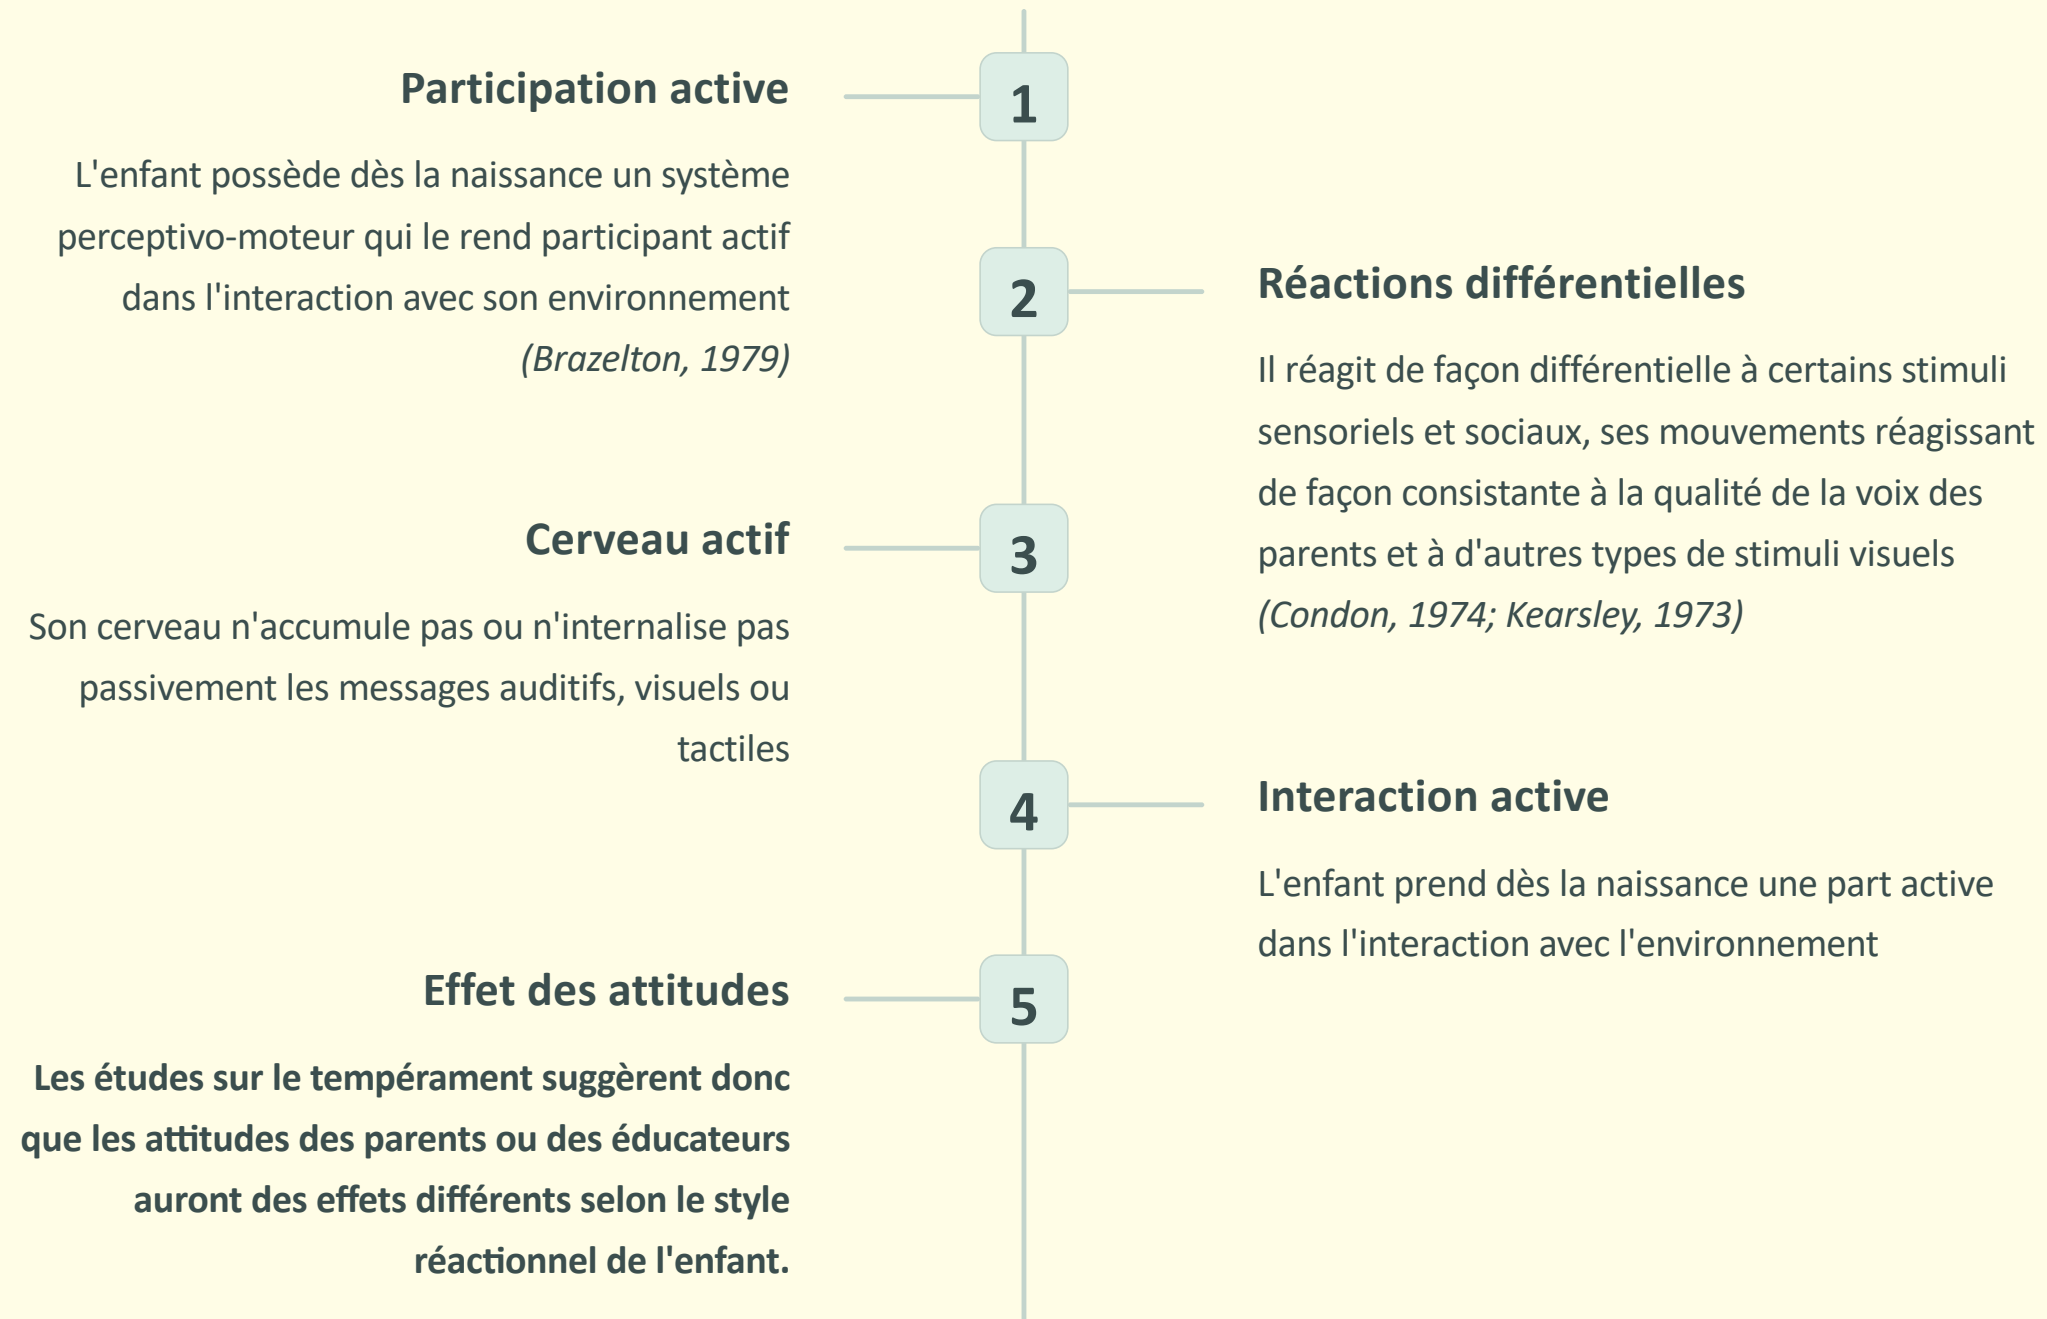 1
Participation active
L'enfant possède dès la naissance un système
perceptivo-moteur qui le rend participant actif
dans l'interaction avec son environnement
(Brazelton, 1979)
2
Réactions différentielles
Il réagit de façon différentielle à certains stimuli
sensoriels et sociaux, ses mouvements réagissant
de façon consistante à la qualité de la voix des
parents et à d'autres types de stimuli visuels
(Condon, 1974; Kearsley, 1973)
3
Cerveau actif
Son cerveau n'accumule pas ou n'internalise pas
passivement les messages auditifs, visuels ou
tactiles
4
Interaction active
L'enfant prend dès la naissance une part active
dans l'interaction avec l'environnement
5
Effet des attitudes
Les études sur le tempérament suggèrent donc
que les attitudes des parents ou des éducateurs
auront des effets différents selon le style
réactionnel de l'enfant.